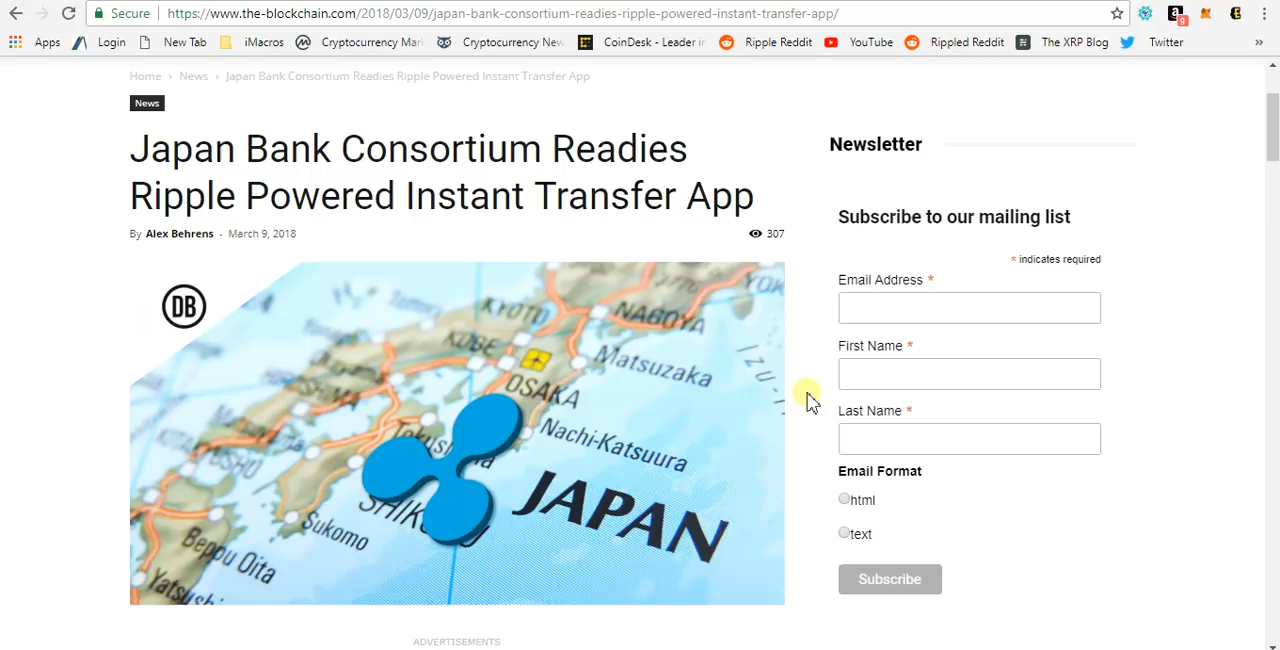 Secure https://www.the-blockchain.com/2018/03/09/japan-bank-consortium-readies-ripple-powered-instant-transfer-app/ 9
Apps Login New Tab iMacros Cryptocurrency Mar Cryptocurrency New CoinDesk - Leader in Ripple Reddit YouTube Rippled Reddit The XRP Blog Twitter »
Home › News › Japan Bank Consortium Readies Ripple Powered Instant Transfer App
News
Japan Bank Consortium Readies
Ripple Powered Instant Transfer App
By Alex Behrens - March 9, 2018 307
DB
KYOTO
NAGOYA
KOBE
Matsuzaka
OSAKA
Izu-
Nachi-Katsuura
JAPAN
Sukomo
Beppu Oita
ADVERTISEMENTS
Newsletter
Subscribe to our mailing list
* indicates required
Email Address *
First Name *
Last Name *
Email Format
html
text
Subscribe